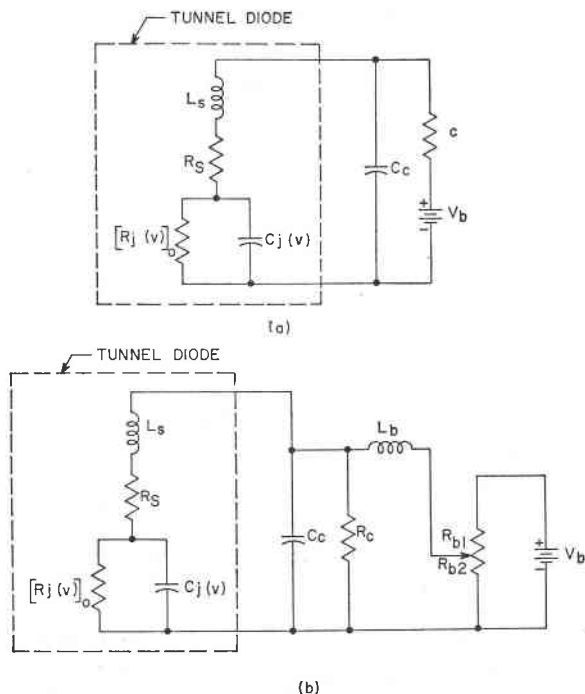 TUNNEL DIODE
Ls
Rs
[Rj(v)]o
Cj(v)
Cc
c
+
Vb
-
(a)
TUNNEL DIODE
Ls
Rs
[Rj(v)]o
Cj(v)
Cc
Rc
Lb
Rb1
Rb2
+
Vb
-
(b)